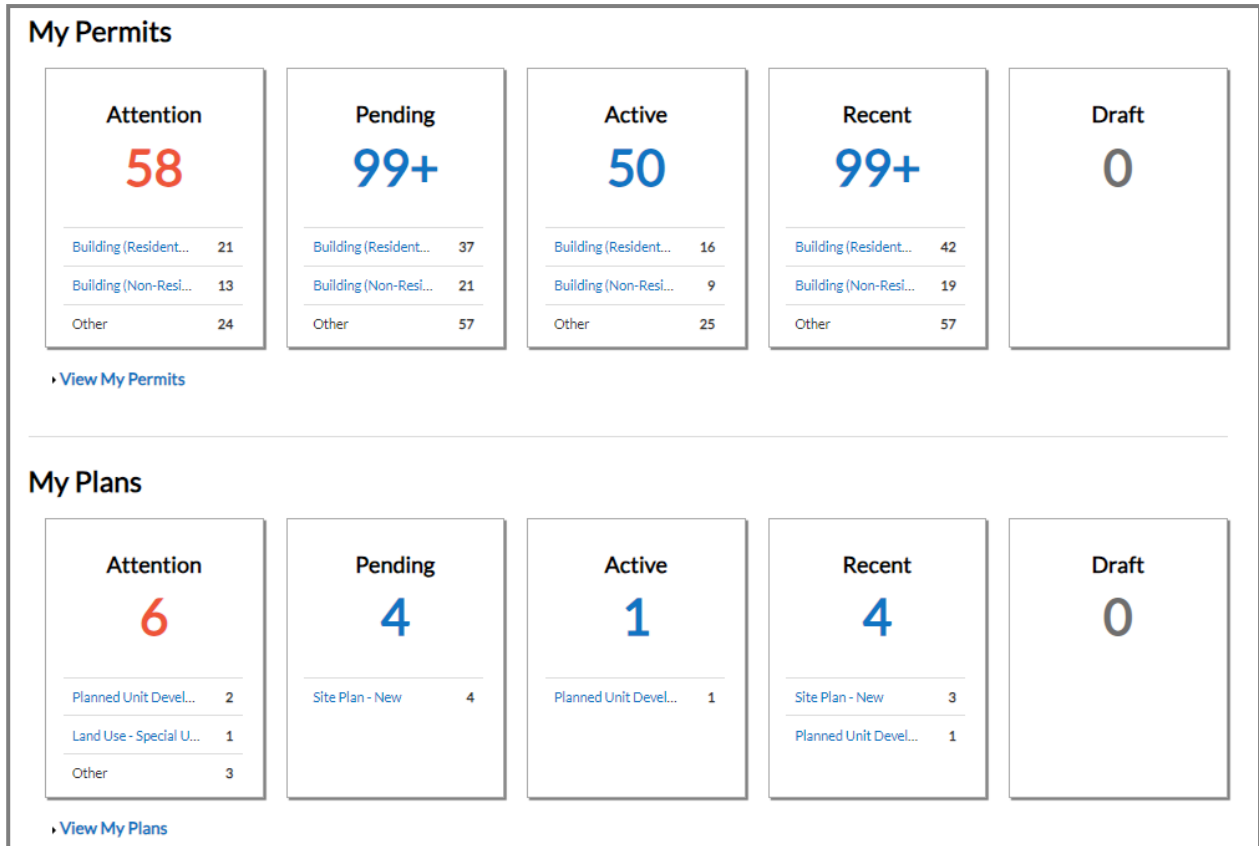 My Permits
Attention Pending Active Recent Draft
58 99+ 50 99+ 0
Building (Resident... 21 Building (Resident... 37 Building (Resident... 16 Building (Resident... 42
Building (Non-Resi... 13 Building (Non-Resi... 21 Building (Non-Resi... 9 Building (Non-Resi... 19
Other 24 Other 57 Other 25 Other 57
View My Permits
My Plans
Attention Pending Active Recent Draft
6 4 1 4 0
Planned Unit Devel... 2 Site Plan - New 4 Planned Unit Devel... 1 Site Plan - New 3
Land Use - Special U... 1 Planned Unit Devel... 1
Other 3
View My Plans